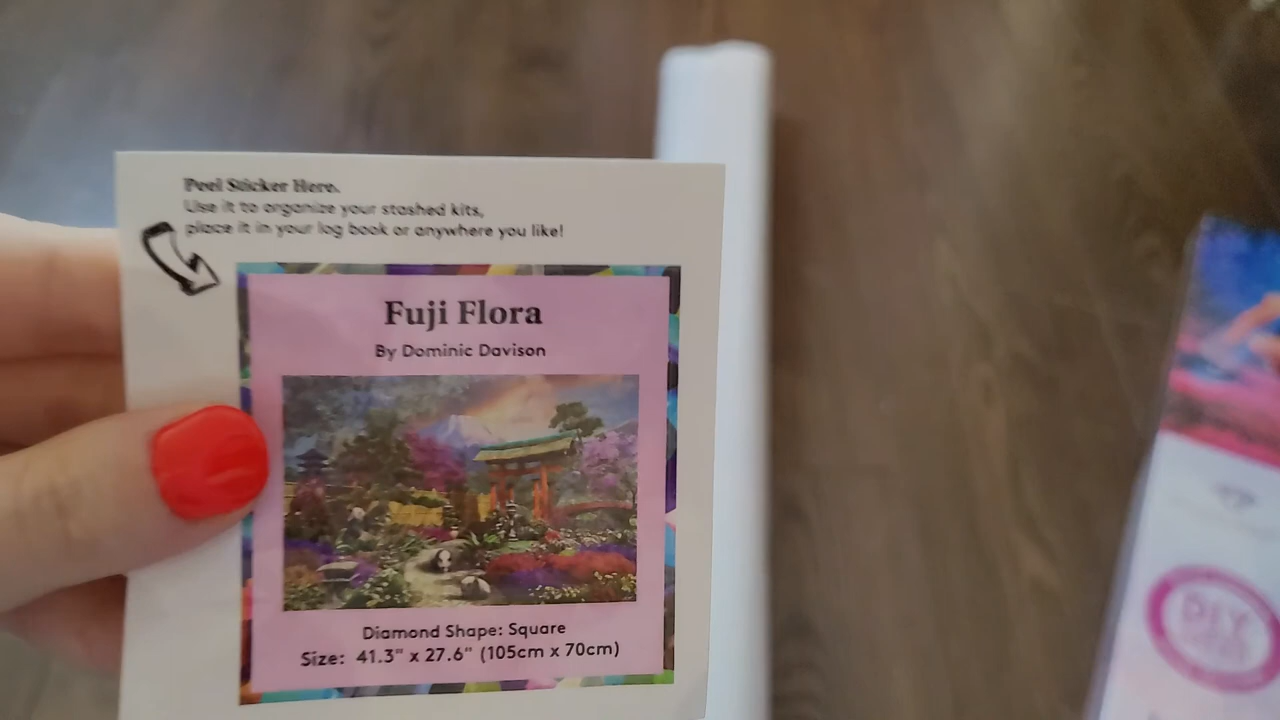 Peel Sticker Here.
Use it to organize your stashed kits,
place it in your log book or anywhere you like!
Fuji Flora
By Dominic Davison
Diamond Shape: Square
Size: 41.3" x 27.6" (105cm x 70cm)
DIY